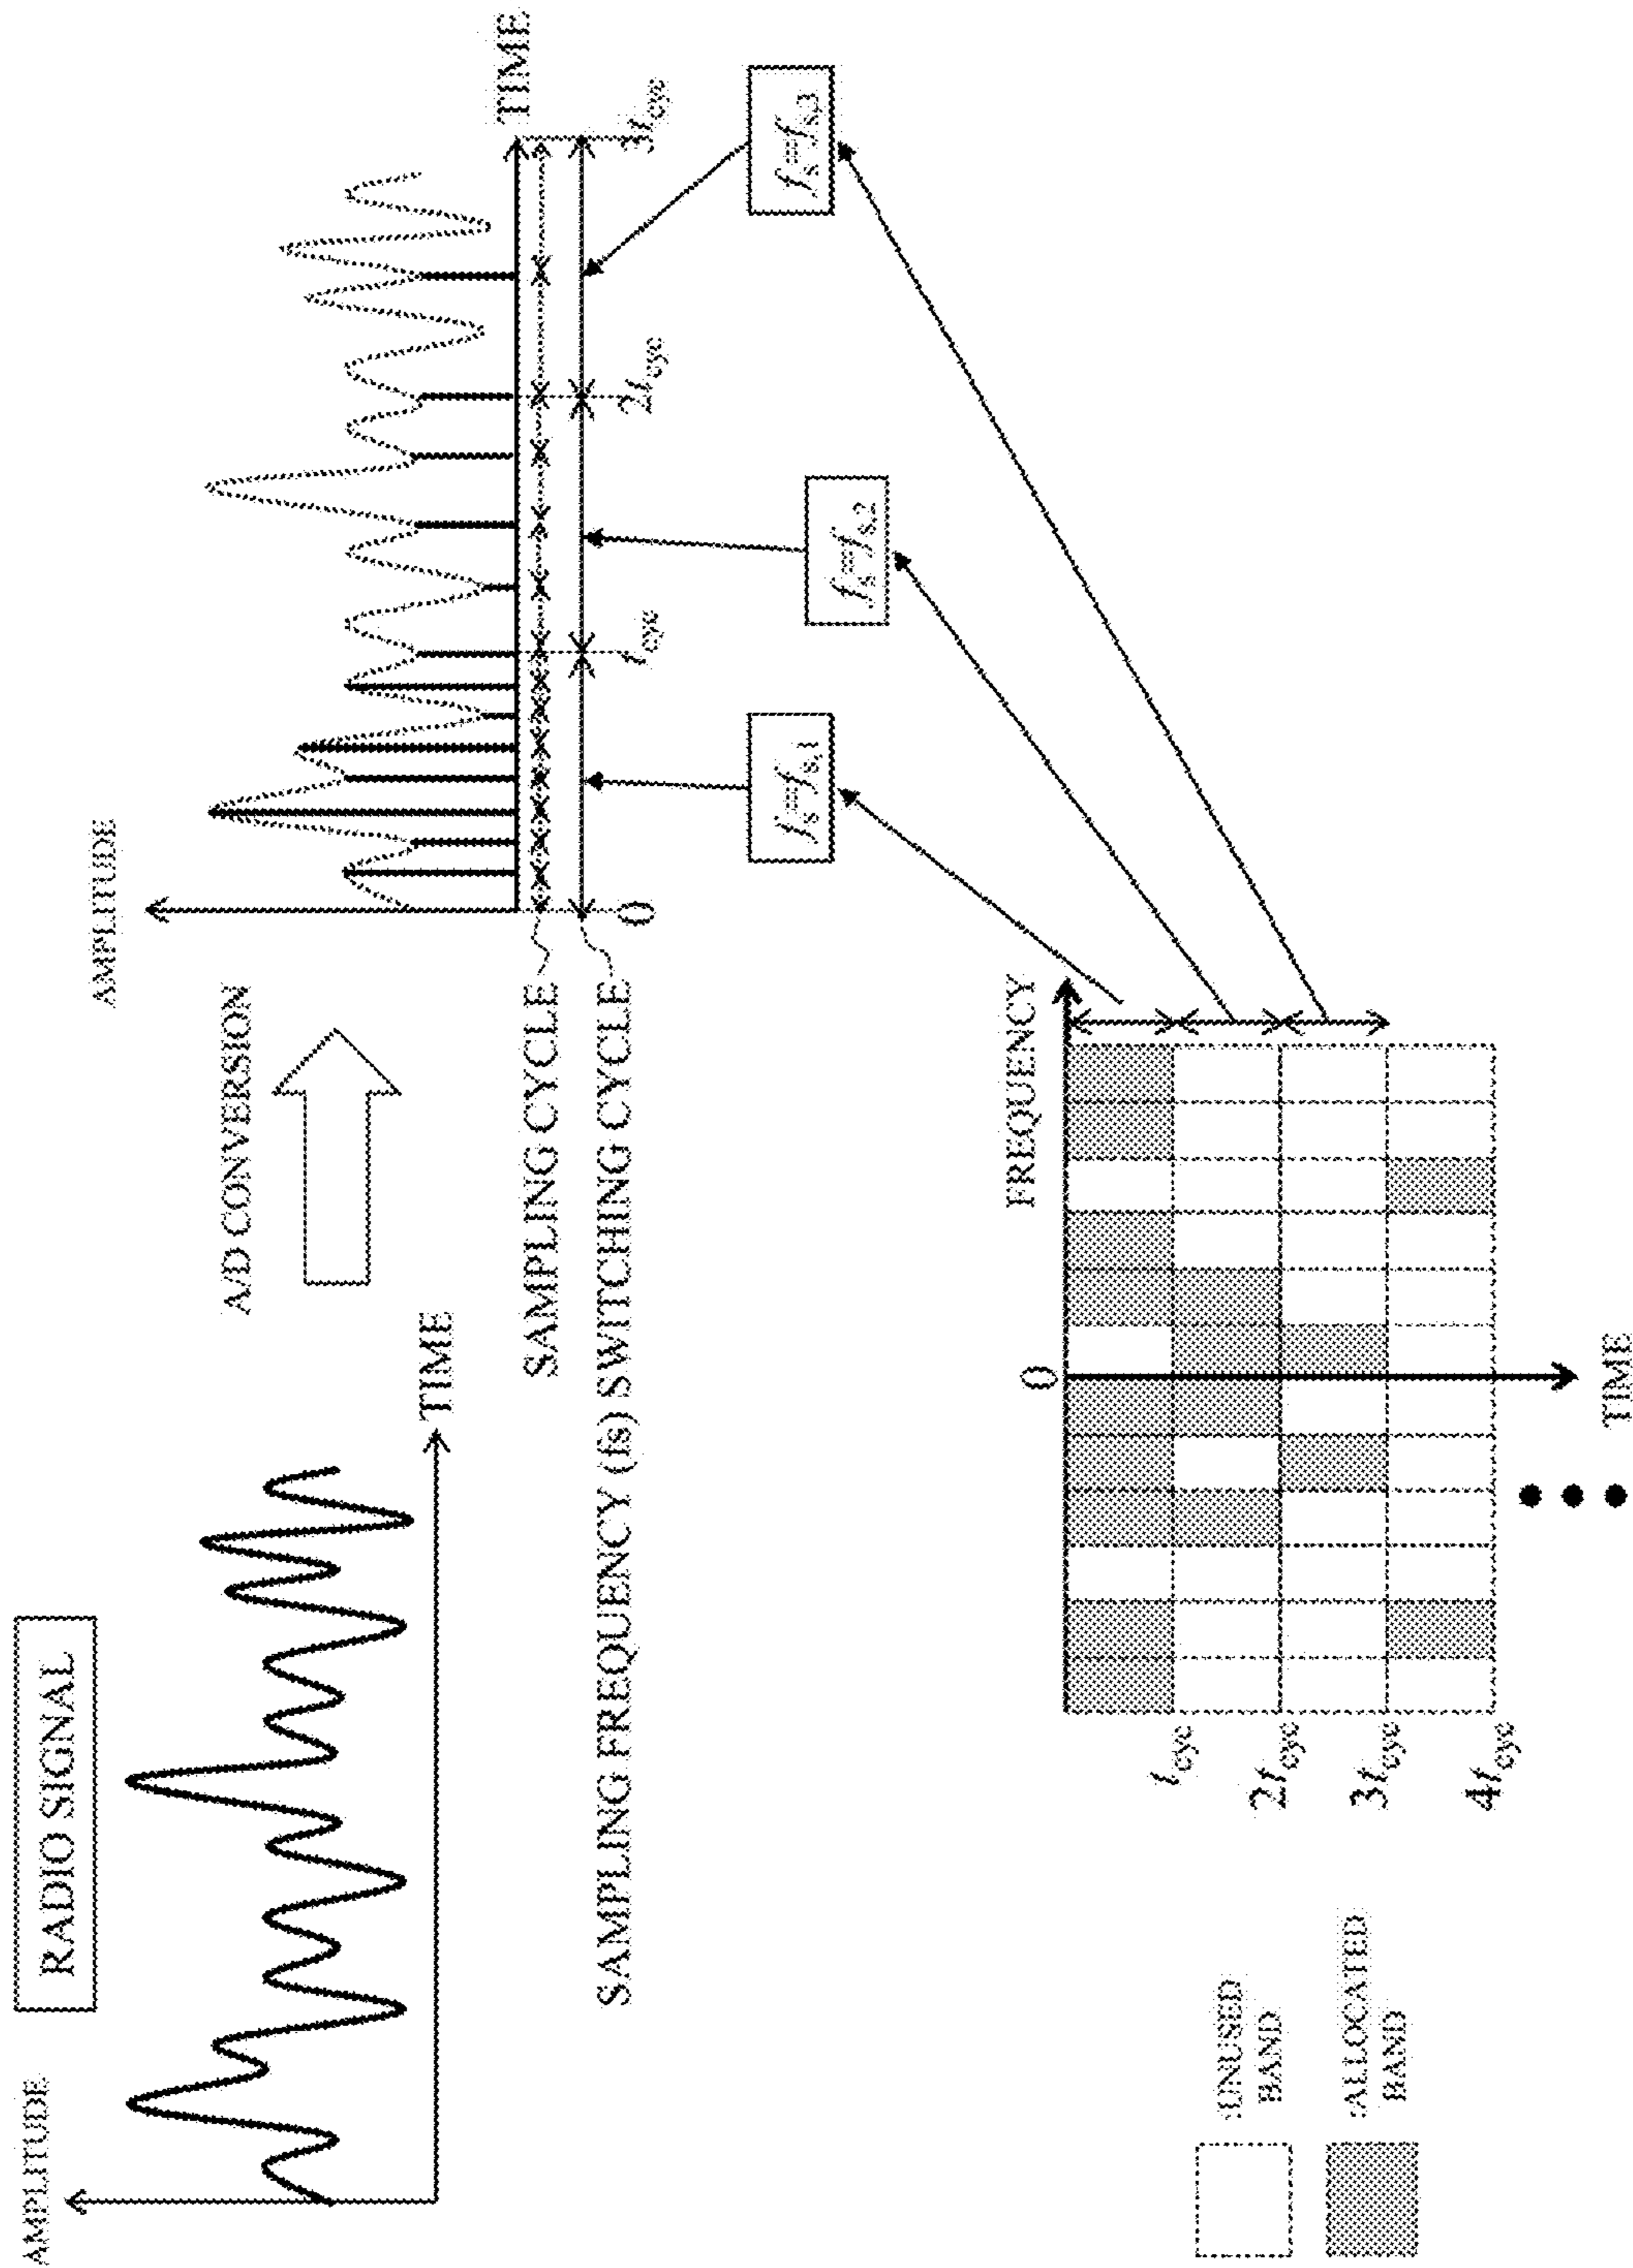 RADIO SIGNAL
AMPLITUDE
TIME
A/D CONVERSION
AMPLITUDE
TIME
SAMPLING CYCLE
SAMPLING FREQUENCY (fs) SWITCHING CYCLE
0
t_cyc
2t_cyc
3t_cyc
f_s=f_s,1
f_s=f_s,2
f_s=f_s,3
FREQUENCY
0
t_cyc
2t_cyc
3t_cyc
4t_cyc
TIME
:UNUSED
BAND
:ALLOCATED
BAND